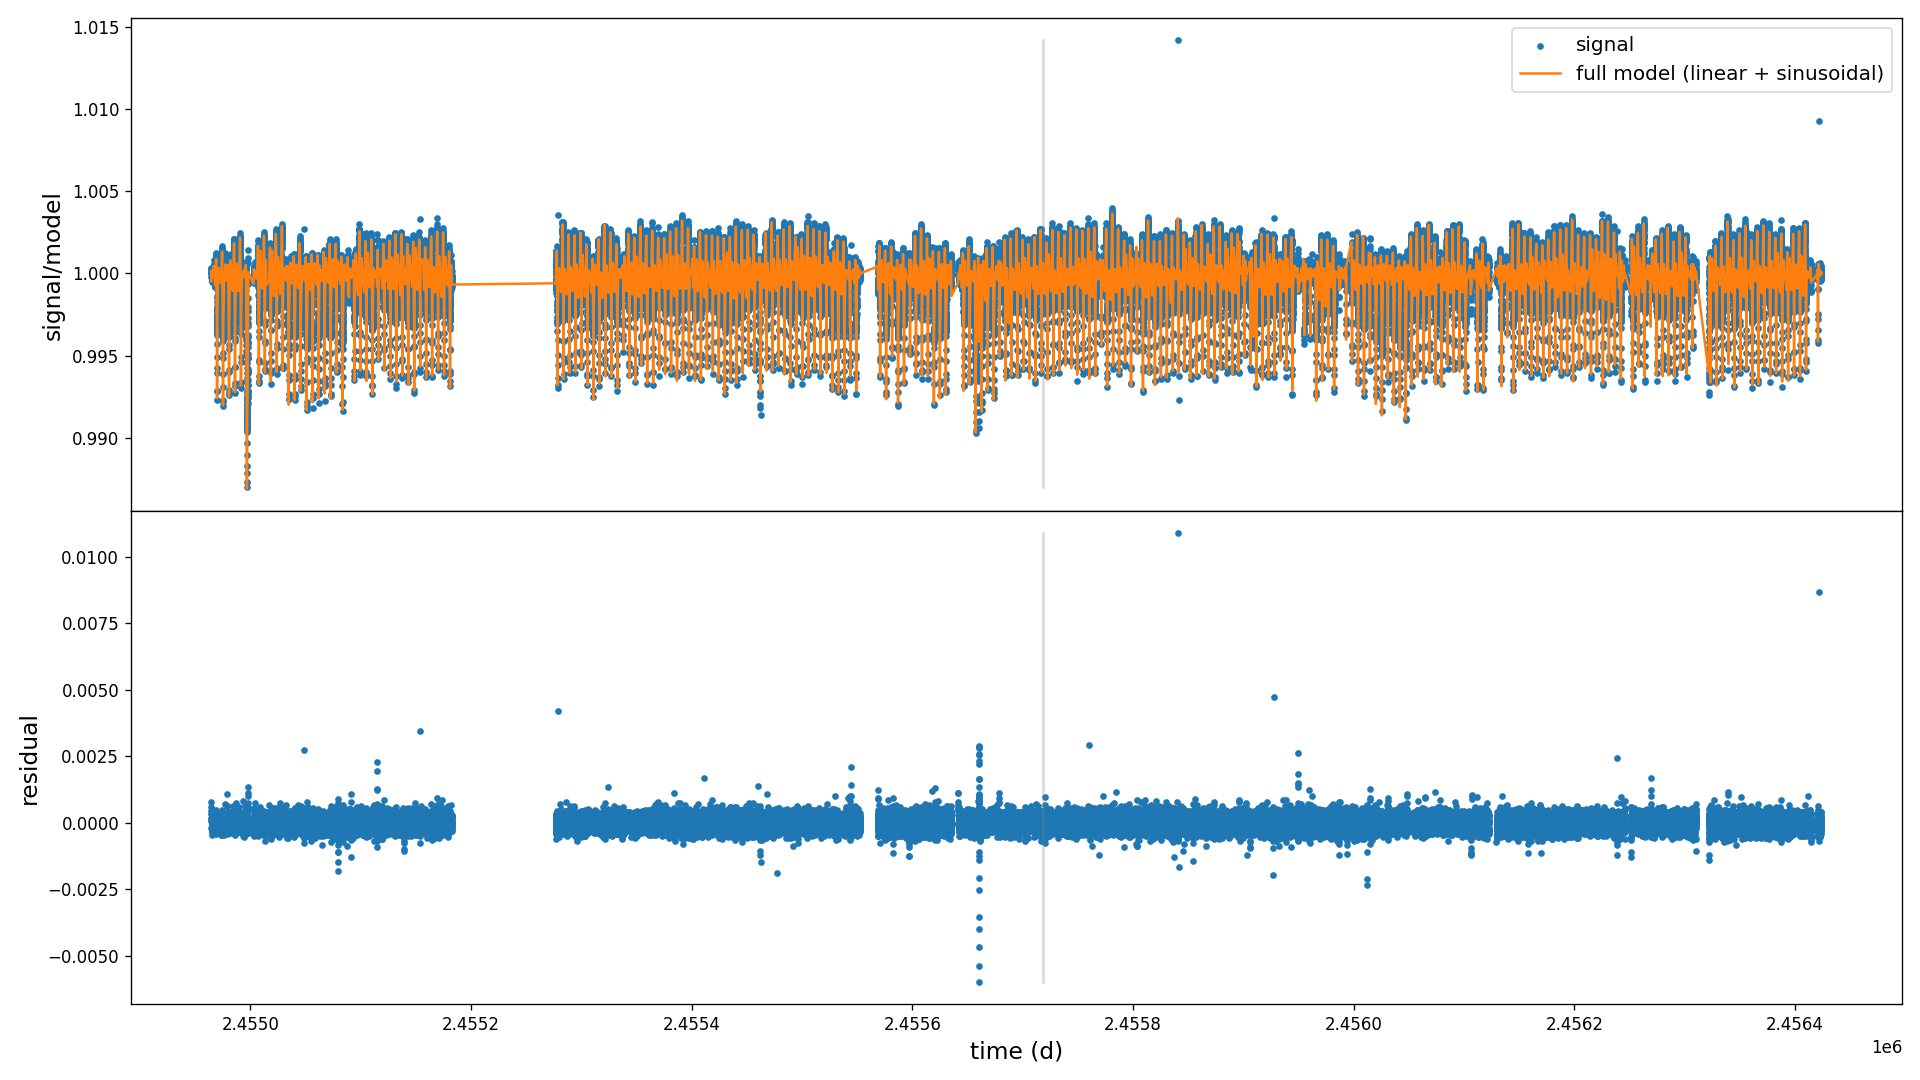 signal/model
1.015
1.010
1.005
1.000
0.995
0.990
signal
full model (linear + sinusoidal)
residual
0.0100
0.0075
0.0050
0.0025
0.0000
−0.0025
−0.0050
2.4550 2.4552 2.4554 2.4556 2.4558 2.4560 2.4562 2.4564
time (d)
1e6